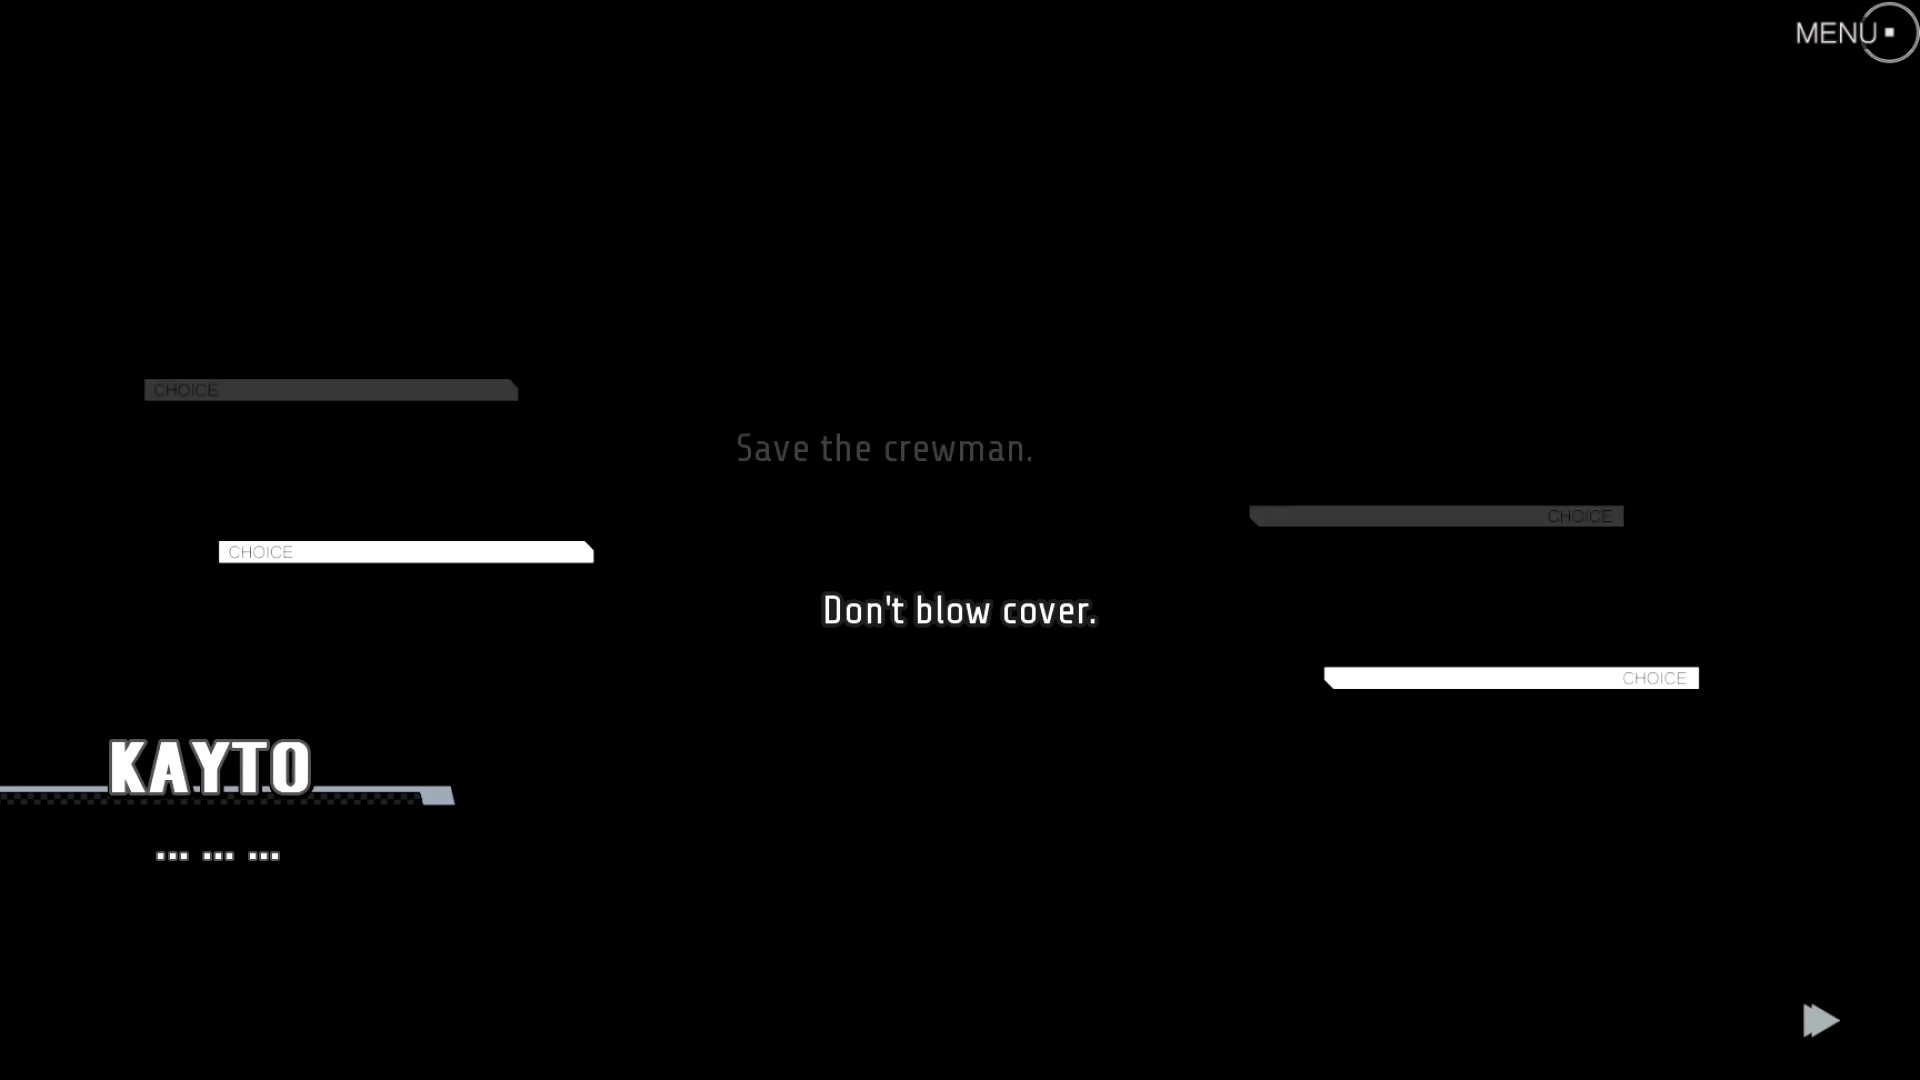 MENU
CHOICE
Save the crewman.
CHOICE
CHOICE
Don't blow cover.
CHOICE
KAYTO
... ... ...